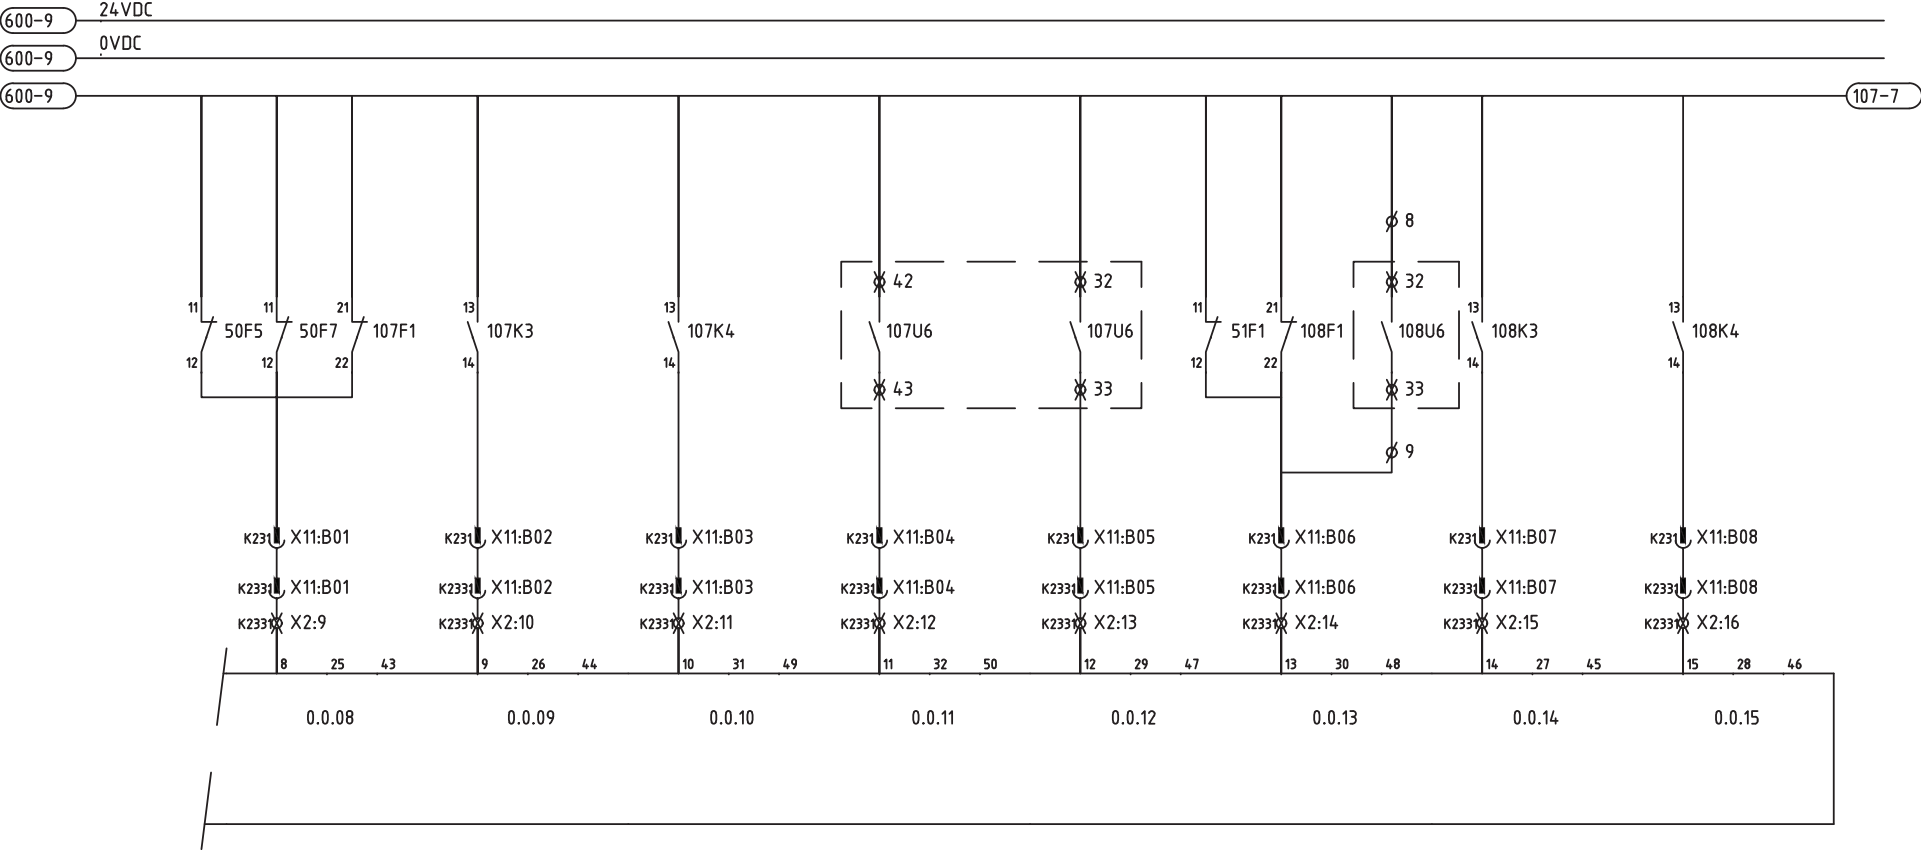 600-9 24VDC
600-9 0VDC
600-9 107-7
8
42 32 32
11 11 21 13 13 11 21 13 13
50F5 50F7 107F1 107K3 107K4 107U6 107U6 51F1 108F1 108U6 108K3 108K4
12 12 22 14 14 12 22 14 14
43 33 33
9
K231 X11:B01 K231 X11:B02 K231 X11:B03 K231 X11:B04 K231 X11:B05 K231 X11:B06 K231 X11:B07 K231 X11:B08
K2331 X11:B01 K2331 X11:B02 K2331 X11:B03 K2331 X11:B04 K2331 X11:B05 K2331 X11:B06 K2331 X11:B07 K2331 X11:B08
K2331 X2:9 K2331 X2:10 K2331 X2:11 K2331 X2:12 K2331 X2:13 K2331 X2:14 K2331 X2:15 K2331 X2:16
8 25 43 9 26 44 10 31 49 11 32 50 12 29 47 13 30 48 14 27 45 15 28 46
0.0.08 0.0.09 0.0.10 0.0.11 0.0.12 0.0.13 0.0.14 0.0.15